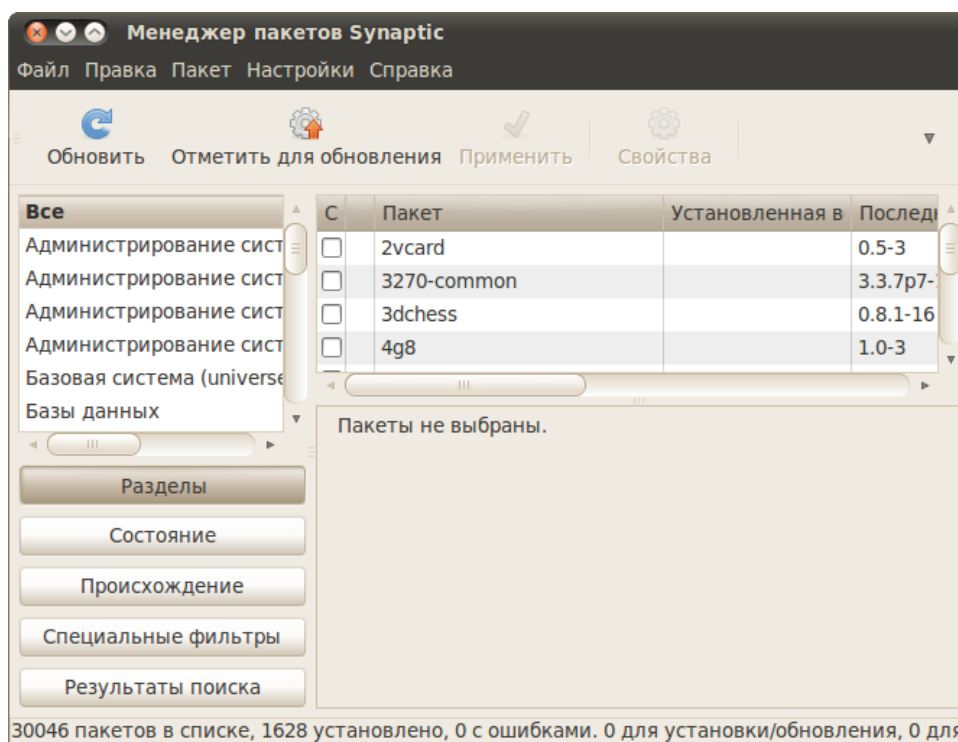 Менеджер пакетов Synaptic
Файл Правка Пакет Настройки Справка
Обновить Отметить для обновления Применить Свойства
Все
Администрирование сист
Администрирование сист
Администрирование сист
Администрирование сист
Базовая система (universe
Базы данных
С Пакет Установленная в Последн
2vcard 0.5-3
3270-common 3.3.7p7-
3dchess 0.8.1-16
4g8 1.0-3
Пакеты не выбраны.
Разделы
Состояние
Происхождение
Специальные фильтры
Результаты поиска
30046 пакетов в списке, 1628 установлено, 0 с ошибками. 0 для установки/обновления, 0 для